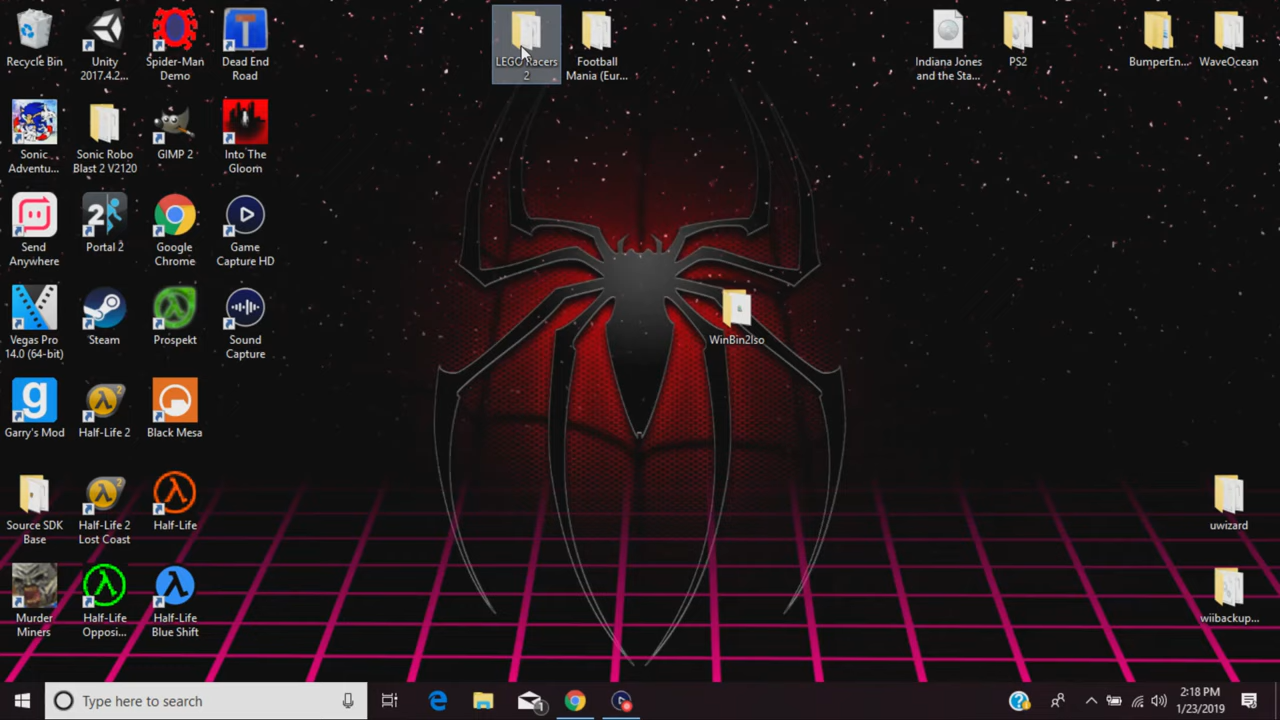 Recycle Bin
Unity
2017.4.2...
Spider-Man
Demo
Dead End
Road
LEGO Racers
2
Football
Mania (Eur...
Indiana Jones
and the Sta...
PS2
BumperEn...
WaveOcean
Sonic
Adventu...
Sonic Robo
Blast 2 V2120
GIMP 2
Into The
Gloom
Send
Anywhere
2
Portal 2
Google
Chrome
Game
Capture HD
Vegas Pro
14.0 (64-bit)
Steam
Prospekt
Sound
Capture
WinBin2Iso
g
Garry's Mod
2
Half-Life 2
Black Mesa
Source SDK
Base
2
Half-Life 2
Lost Coast
Half-Life
uwizard
Murder
Miners
Half-Life
Opposi...
Half-Life
Blue Shift
wiibackup...
Type here to search
1
2:18 PM
1/23/2019